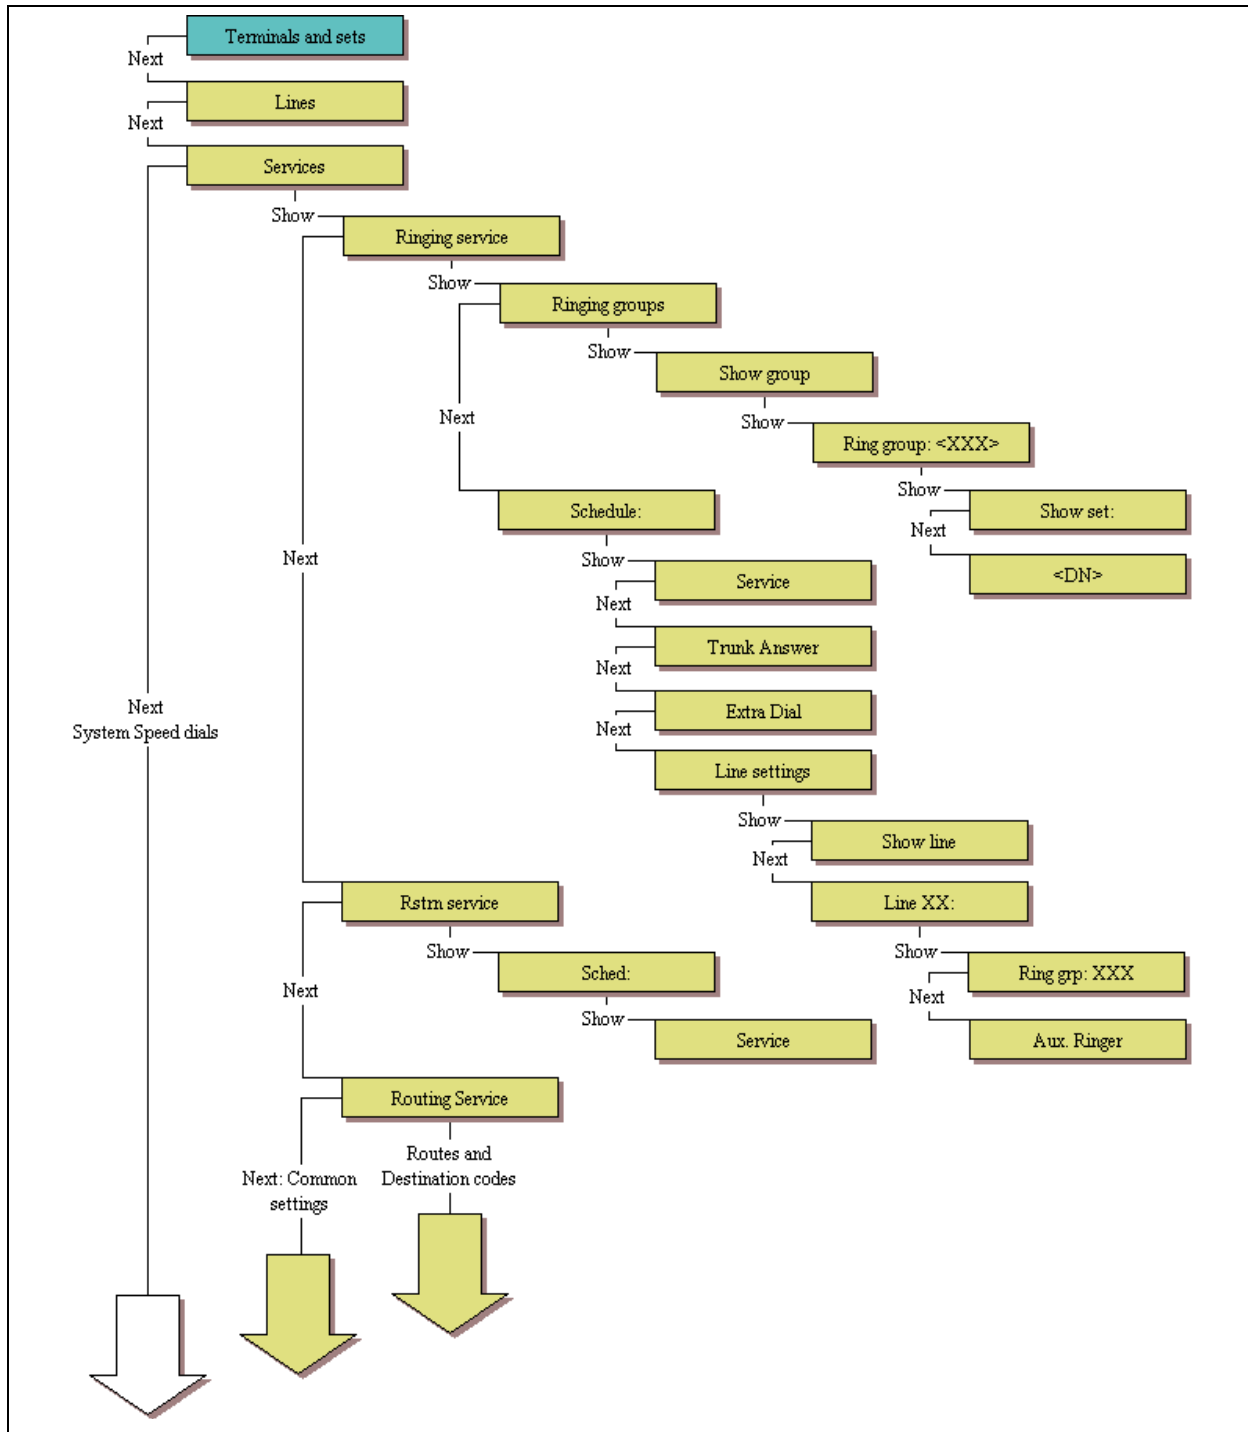 Terminals and sets
Next
Lines
Next
Services
Show
Ringing service
Show
Ringing groups
Show
Show group
Next
Show
Ring group: <XXX>
Show
Schedule:
Show set:
Next
Next
Show
<DN>
Service
Next
Trunk Answer
Next
Next
System Speed dials
Extra Dial
Next
Line settings
Show
Show line
Next
Rstrn service
Line XX:
Show
Show
Sched:
Ring grp: XXX
Next
Next
Show
Service
Aux. Ringer
Routing Service
Routes and
Destination codes
Next: Common
settings